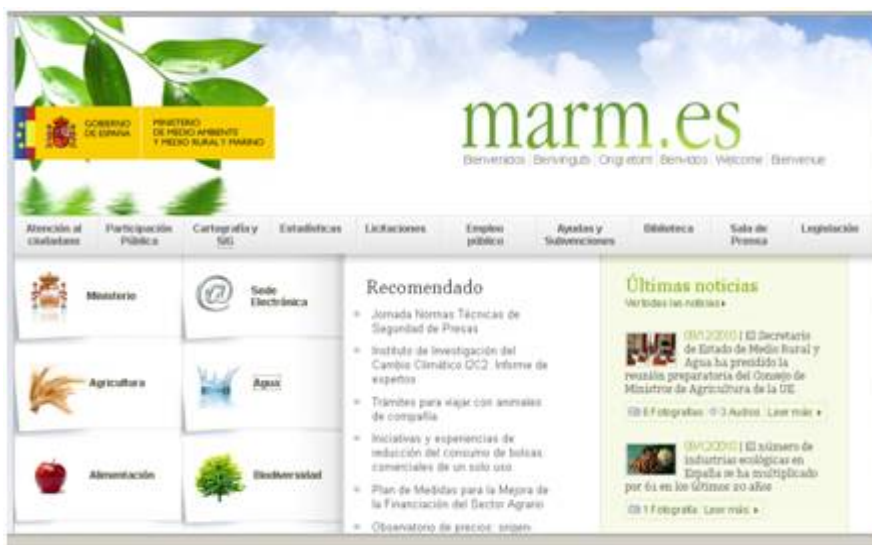 GOBIERNO
DE ESPAÑA
MINISTERIO
DE MEDIO AMBIENTE
Y MEDIO RURAL Y MARINO
marm.es
Bienvenidos Benvinguts Ongi etorri Benvidos Welcome Bienvenue
Atención al
ciudadano
Participación
Pública
Cartografía y
SIG
Estadísticas
Licitaciones
Empleo
público
Ayudas y
Subvenciones
Biblioteca
Sala de
Prensa
Legislación
Ministerio
Sede
Electrónica
Agricultura
Agua
Alimentación
Biodiversidad
Recomendado
Jornada Normas Técnicas de
Seguridad de Presas
Instituto de Investigación del
Cambio Climático I2C2. Informe de
expertos
Trámites para viajar con animales
de compañía
Iniciativas y experiencias de
reducción del consumo de bolsas
comerciales de un solo uso
Plan de Medidas para la Mejora de
la Financiación del Sector Agrario
Observatorio de precios: origen
Últimas noticias
Ver todas las noticias
| El Secretario
de Estado de Medio Rural y
Agua ha presidido la
reunión preparatoria del Consejo de
Ministros de Agricultura de la UE
6 Fotografías 3 Audios Leer más
| El número de
industrias ecológicas en
España se ha multiplicado
por 61 en los últimos 20 años
1 Fotografía Leer más